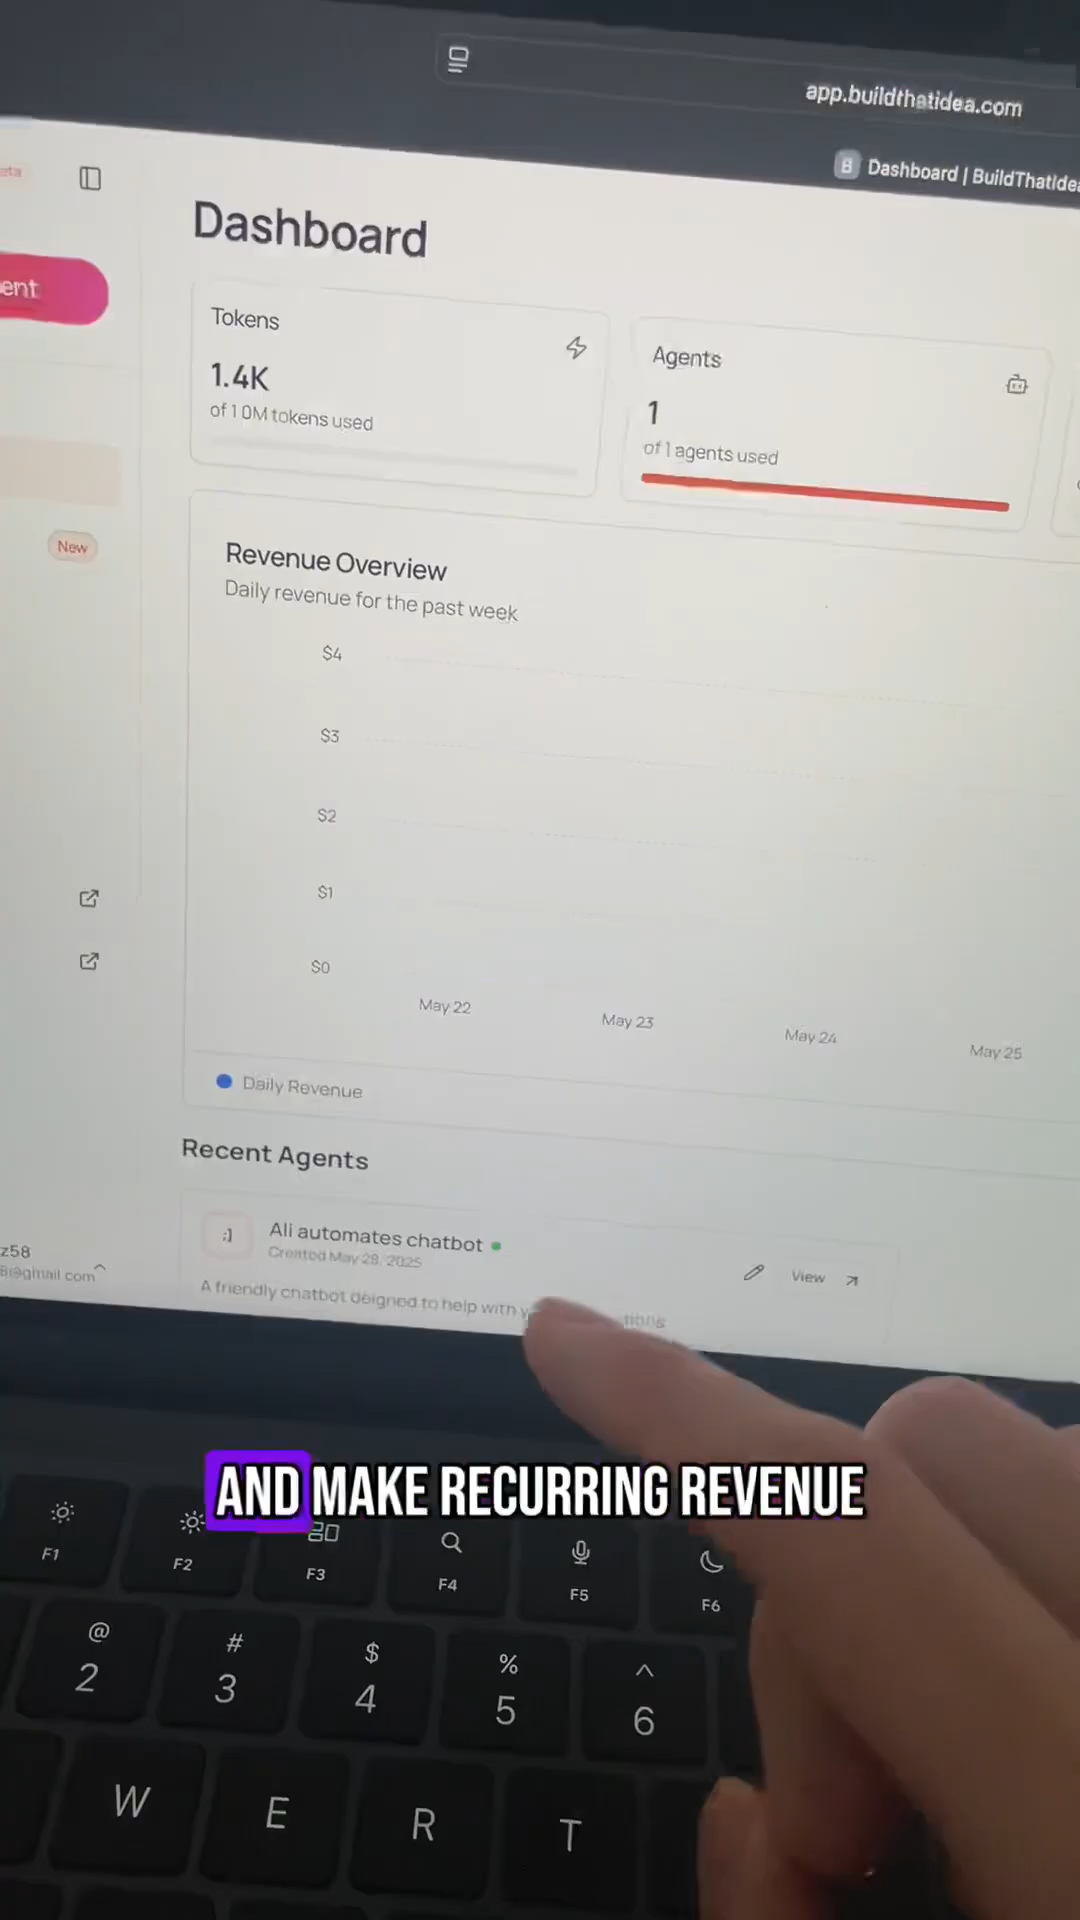 app.buildthatidea.com
B Dashboard | BuildThatIdea
eta
Dashboard
ent
Tokens
1.4K
of 10M tokens used
Agents
1
of 1 agents used
New
Revenue Overview
Daily revenue for the past week
$4
$3
$2
$1
$0
May 22
May 23
May 24
May 25
Daily Revenue
Recent Agents
:]
Ali automates chatbot
Created May 28, 2025
View
A friendly chatbot deigned to help with
z58
8@gmail.com
AND MAKE RECURRING REVENUE
F1
F2
F3
F4
F5
F6
@ # $ % ^
2 3 4 5 6
W E R T